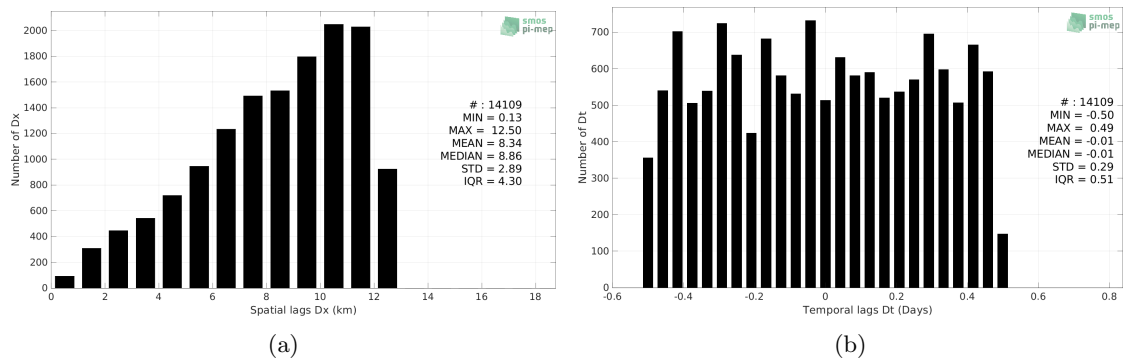 smos
pi-mep
2000
1800
1600
1400
1200
1000
800
600
400
200
0
Number of Dx
# : 14109
MIN = 0.13
MAX = 12.50
MEAN = 8.34
MEDIAN = 8.86
STD = 2.89
IQR = 4.30
0 2 4 6 8 10 12 14 16 18
Spatial lags Dx (km)
(a)
smos
pi-mep
700
600
500
400
300
200
100
0
Number of Dt
# : 14109
MIN = -0.50
MAX = 0.49
MEAN = -0.01
MEDIAN = -0.01
STD = 0.29
IQR = 0.51
-0.6 -0.4 -0.2 0 0.2 0.4 0.6 0.8
Temporal lags Dt (Days)
(b)